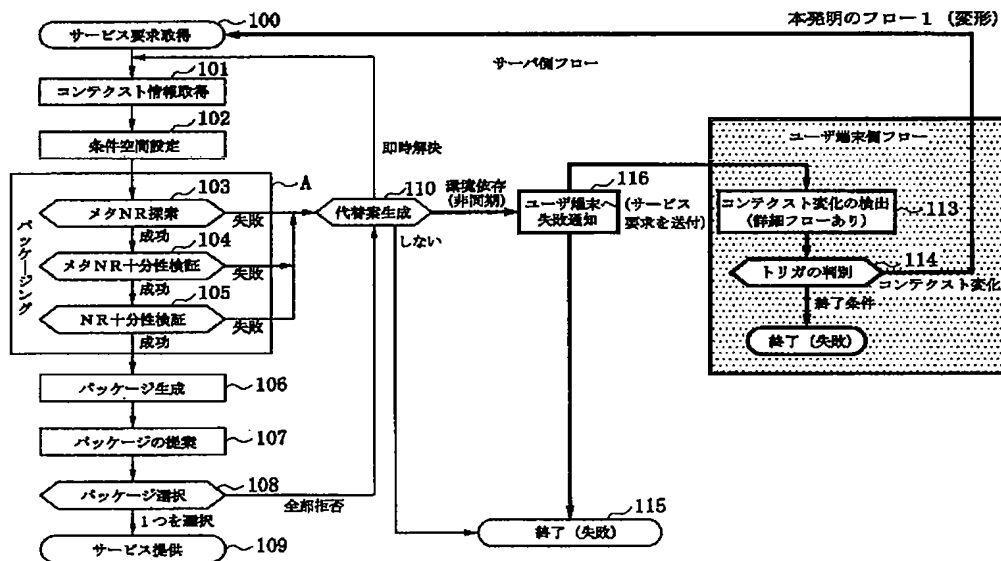 本発明のフロー１（変形）
サーバ側フロー
100
サービス要求取得
101
コンテクスト情報取得
102
条件空間設定
A
パッケージング
103
メタNR探索
失敗
成功
104
メタNR十分性検証
失敗
成功
105
NR十分性検証
失敗
成功
106
パッケージ生成
107
パッケージの提案
108
パッケージ選択
全部拒否
1つを選択
109
サービス提供
即時解決
110
代替案生成
しない
環境依存
(非同期)
116
ユーザ端末へ
失敗通知
(サービス
要求を送付)
115
終了（失敗）
ユーザ端末側フロー
コンテクスト変化の検出
(詳細フローあり)
113
トリガの判別
114
コンテクスト変化
終了条件
終了（失敗）